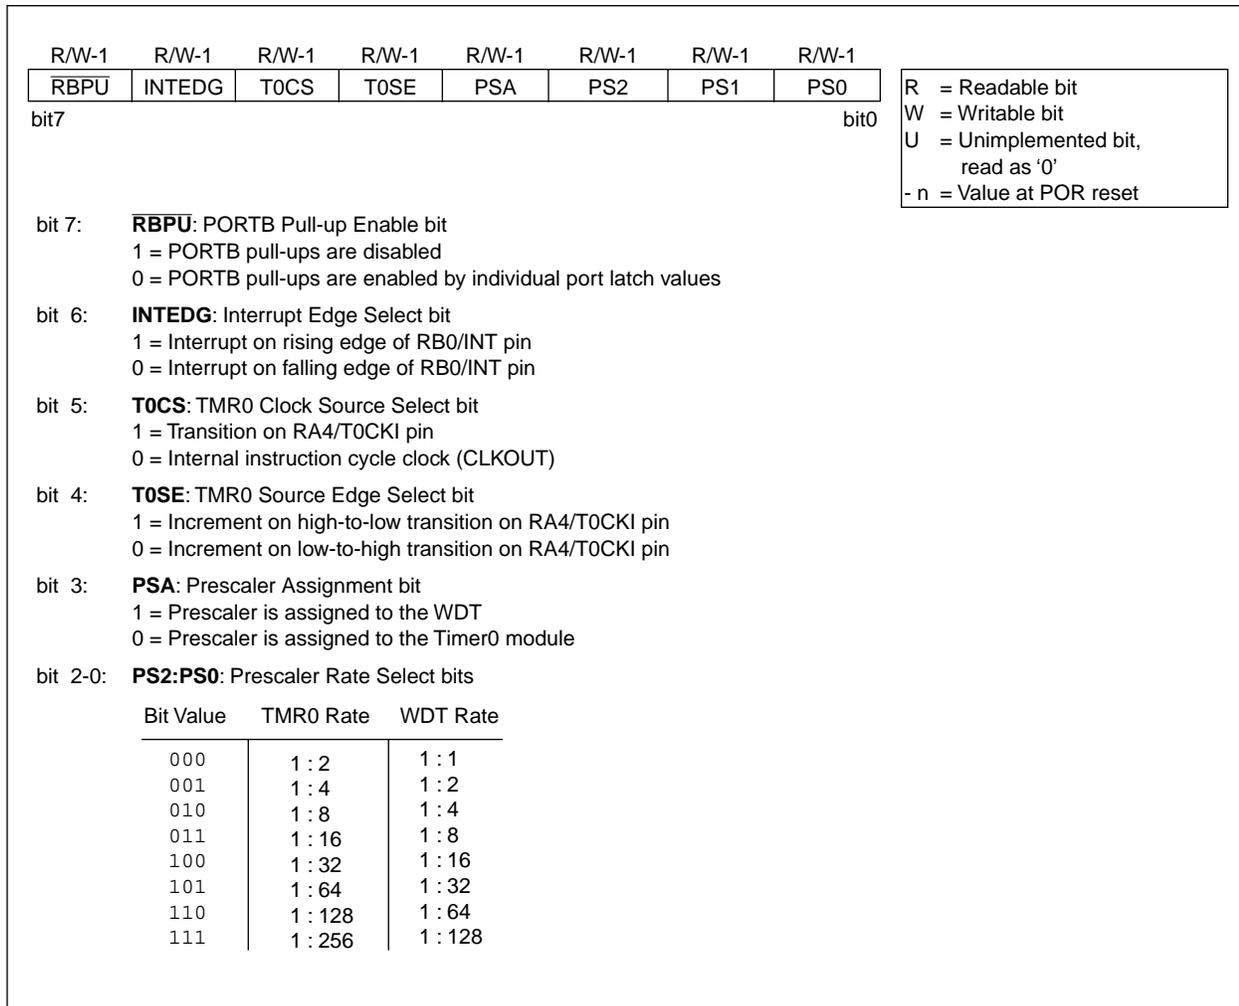 R/W-1 R/W-1 R/W-1 R/W-1 R/W-1 R/W-1 R/W-1 R/W-1
RBPU INTEDG T0CS T0SE PSA PS2 PS1 PS0
bit7 bit0
R = Readable bit
W = Writable bit
U = Unimplemented bit,
read as ‘0’
- n = Value at POR reset
bit 7: RBPU: PORTB Pull-up Enable bit
1 = PORTB pull-ups are disabled
0 = PORTB pull-ups are enabled by individual port latch values
bit 6: INTEDG: Interrupt Edge Select bit
1 = Interrupt on rising edge of RB0/INT pin
0 = Interrupt on falling edge of RB0/INT pin
bit 5: T0CS: TMR0 Clock Source Select bit
1 = Transition on RA4/T0CKI pin
0 = Internal instruction cycle clock (CLKOUT)
bit 4: T0SE: TMR0 Source Edge Select bit
1 = Increment on high-to-low transition on RA4/T0CKI pin
0 = Increment on low-to-high transition on RA4/T0CKI pin
bit 3: PSA: Prescaler Assignment bit
1 = Prescaler is assigned to the WDT
0 = Prescaler is assigned to the Timer0 module
bit 2-0: PS2:PS0: Prescaler Rate Select bits
Bit Value TMR0 Rate WDT Rate
000 1 : 2 1 : 1
001 1 : 4 1 : 2
010 1 : 8 1 : 4
011 1 : 16 1 : 8
100 1 : 32 1 : 16
101 1 : 64 1 : 32
110 1 : 128 1 : 64
111 1 : 256 1 : 128